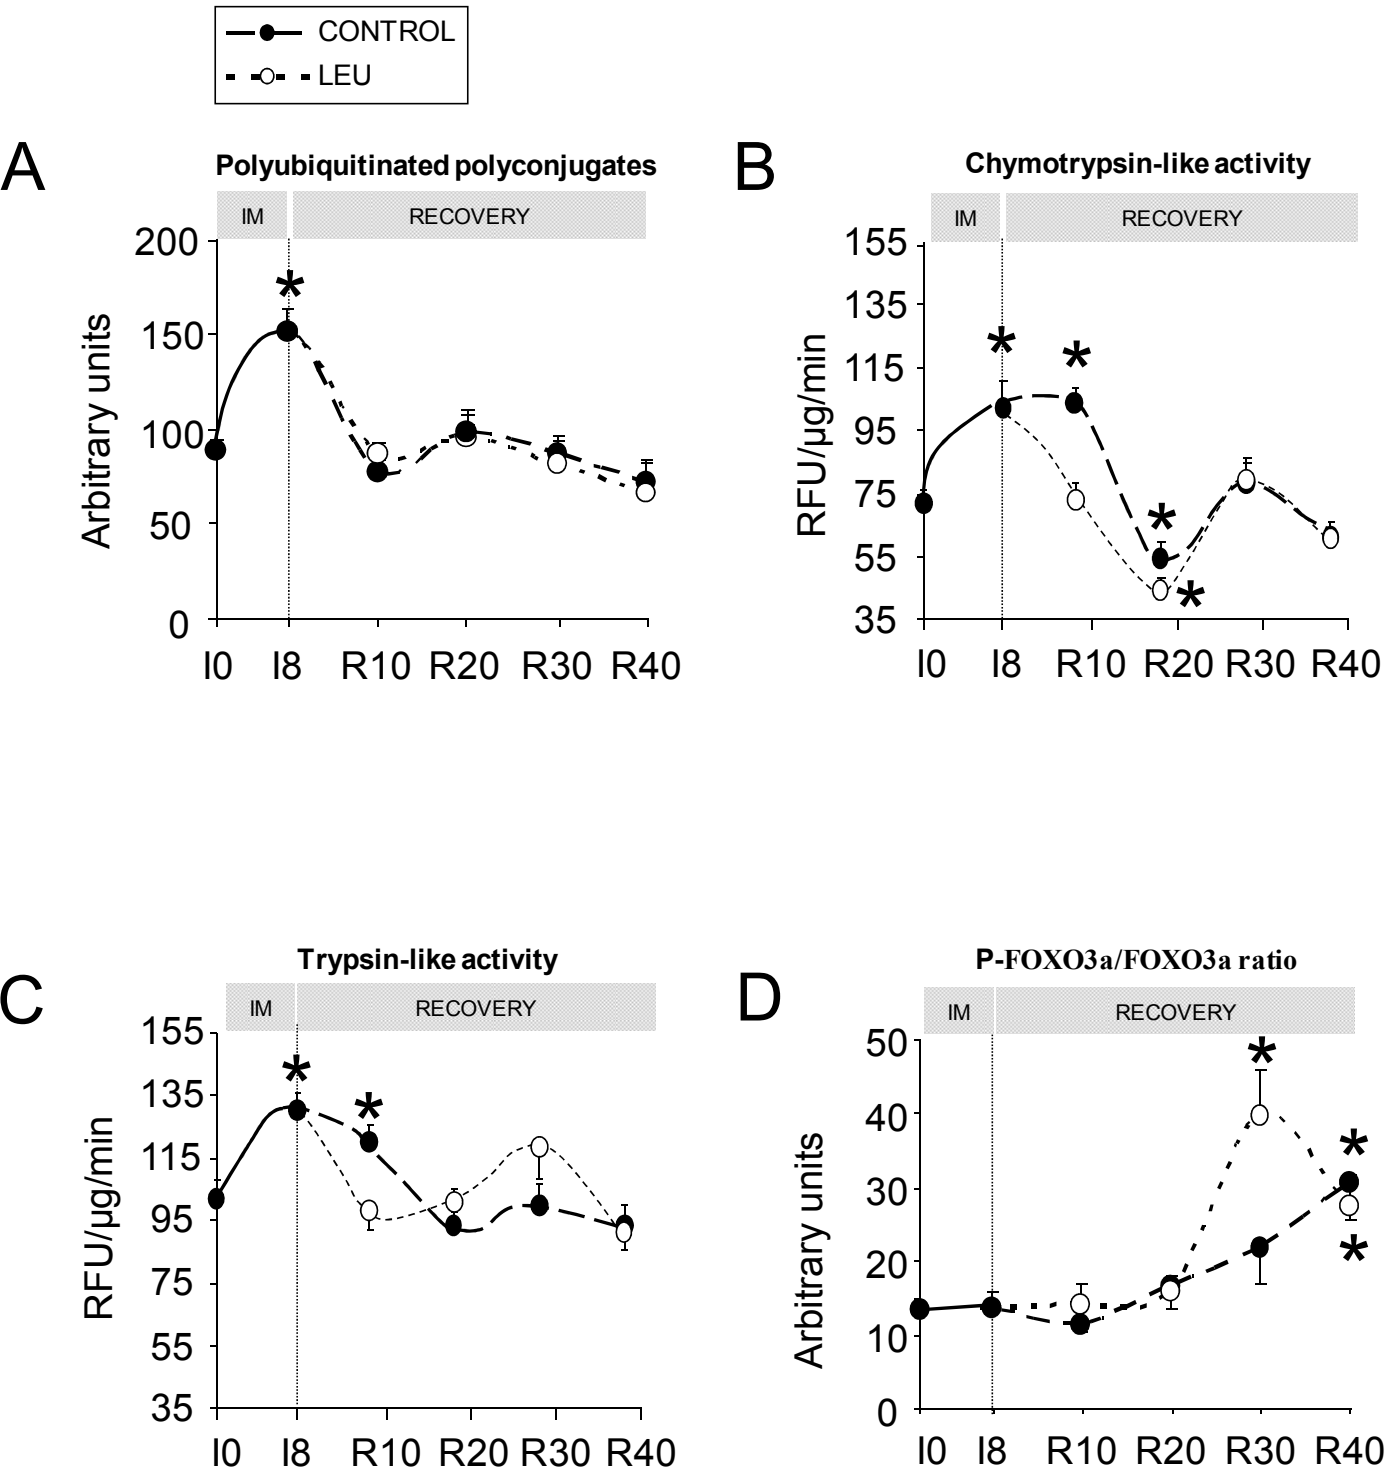 CONTROL
LEU
A
Polyubiquitinated polyconjugates
IM RECOVERY
200
150
100
50
0
Arbitrary units
*
I0 I8 R10 R20 R30 R40
B
Chymotrypsin-like activity
IM RECOVERY
155
135
115
95
75
55
35
RFU/µg/min
* * * *
I0 I8 R10 R20 R30 R40
C
Trypsin-like activity
IM RECOVERY
155
135
115
95
75
55
35
RFU/µg/min
* *
I0 I8 R10 R20 R30 R40
D
P-FOXO3a/FOXO3a ratio
IM RECOVERY
50
40
30
20
10
0
Arbitrary units
* * *
I0 I8 R10 R20 R30 R40